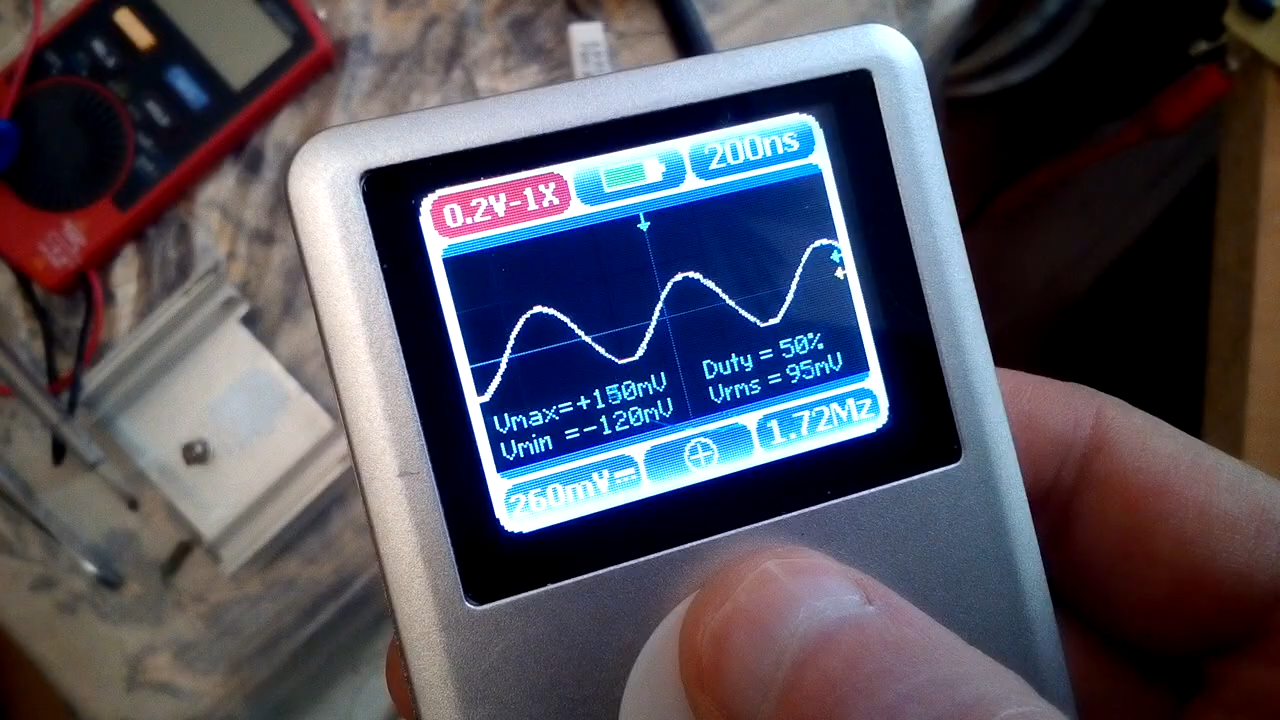 0.2V-1X
200ns
Vmax=+150mV
Vmin =-120mV
Duty = 50%
Vrms = 95mV
260mV
1.72Mz